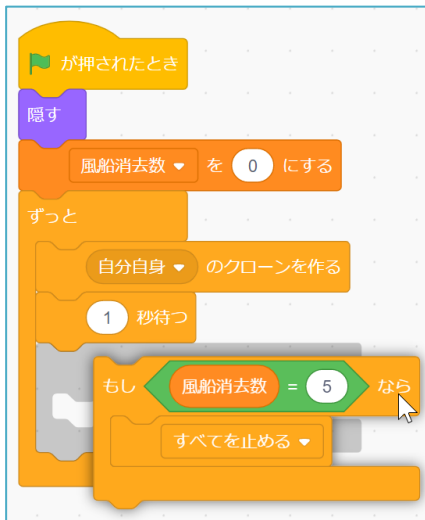 が押されたとき
隠す
風船消去数 を 0 にする
ずっと
自分自身 のクローンを作る
1 秒待つ
もし 風船消去数 = 5 なら
すべてを止める